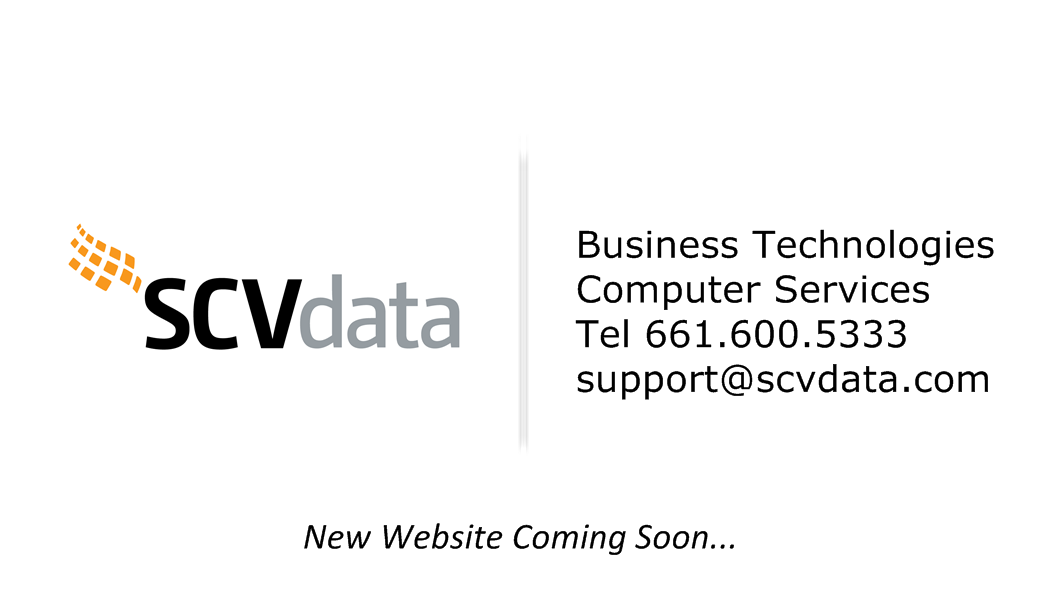 SCVdata
Business Technologies
Computer Services
Tel 661.600.5333
support@scvdata.com
New Website Coming Soon...